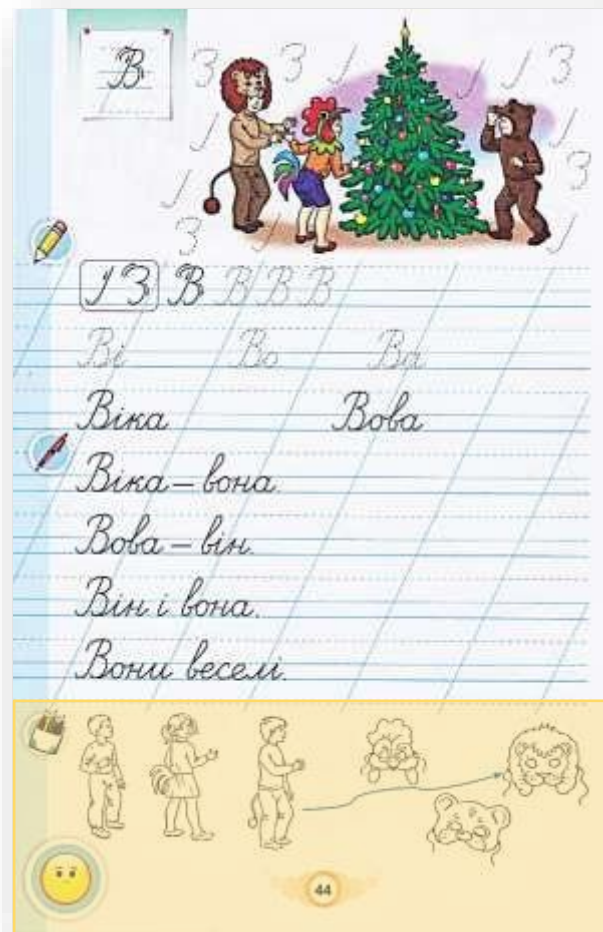 В
З З Ӏ Ӏ Ӏ З
Ӏ Ӏ
Ӏ З
З Ӏ Ӏ
Ӏ З В В В В
Ві Во Ва
Віка Вова
Віка – вона.
Вова – він.
Він і вона.
Вони веселі.
44